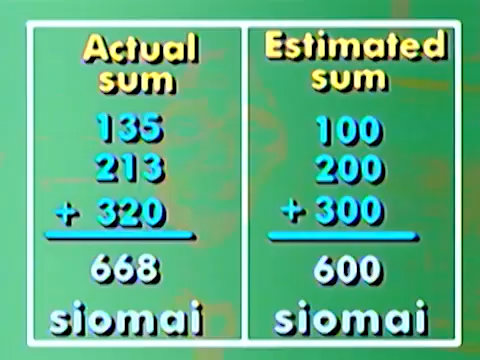 Actual
sum
135
213
+ 320
668
siomai
Estimated
sum
100
200
+ 300
600
siomai